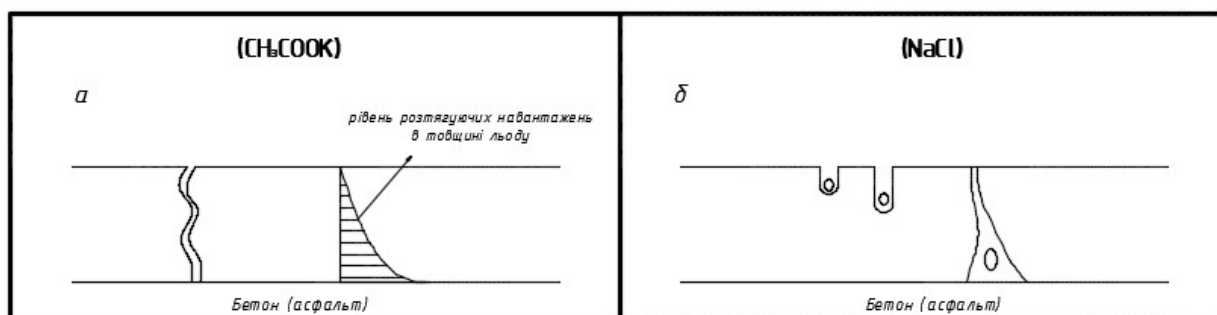 (CH₃COOK)
а
рівень розтягуючих навантажень
в товщині льоду
Бетон (асфальт)
(NaCl)
б
Бетон (асфальт)